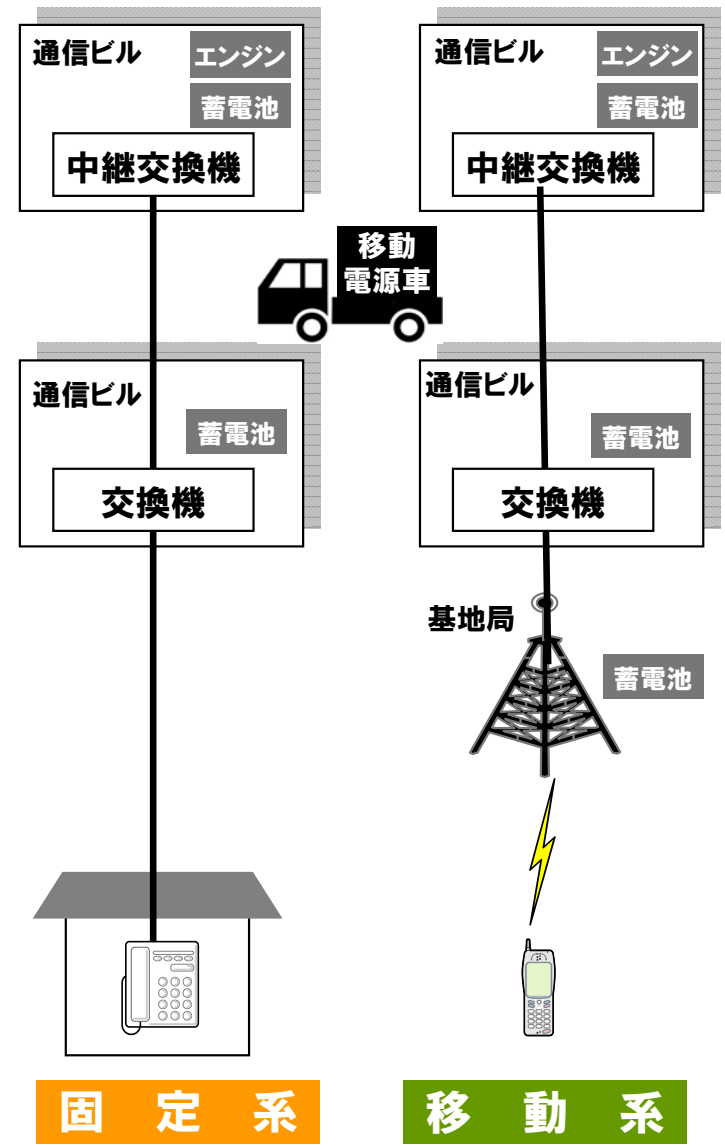 通信ビル
エンジン
蓄電池
中継交換機
通信ビル
エンジン
蓄電池
中継交換機
移動
電源車
通信ビル
蓄電池
交換機
通信ビル
蓄電池
交換機
基地局
蓄電池
固定系
移動系